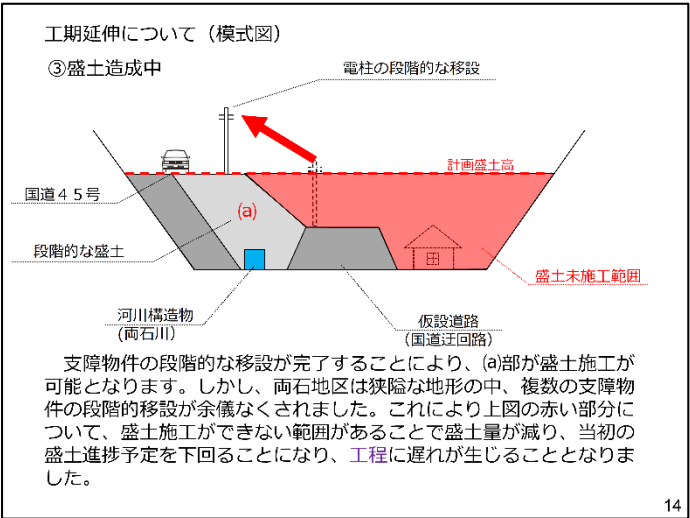 工期延伸について（模式図）
③盛土造成中
電柱の段階的な移設
計画盛土高
国道４５号
(a)
段階的な盛土
盛土未施工範囲
河川構造物
(両石川)
仮設道路
(国道迂回路)
　支障物件の段階的な移設が完了することにより、(a)部が盛土施工が
可能となります。しかし、両石地区は狭隘な地形の中、複数の支障物
件の段階的移設が余儀なくされました。これにより上図の赤い部分に
ついて、盛土施工ができない範囲があることで盛土量が減り、当初の
盛土進捗予定を下回ることになり、工程に遅れが生じることとなりま
した。
14